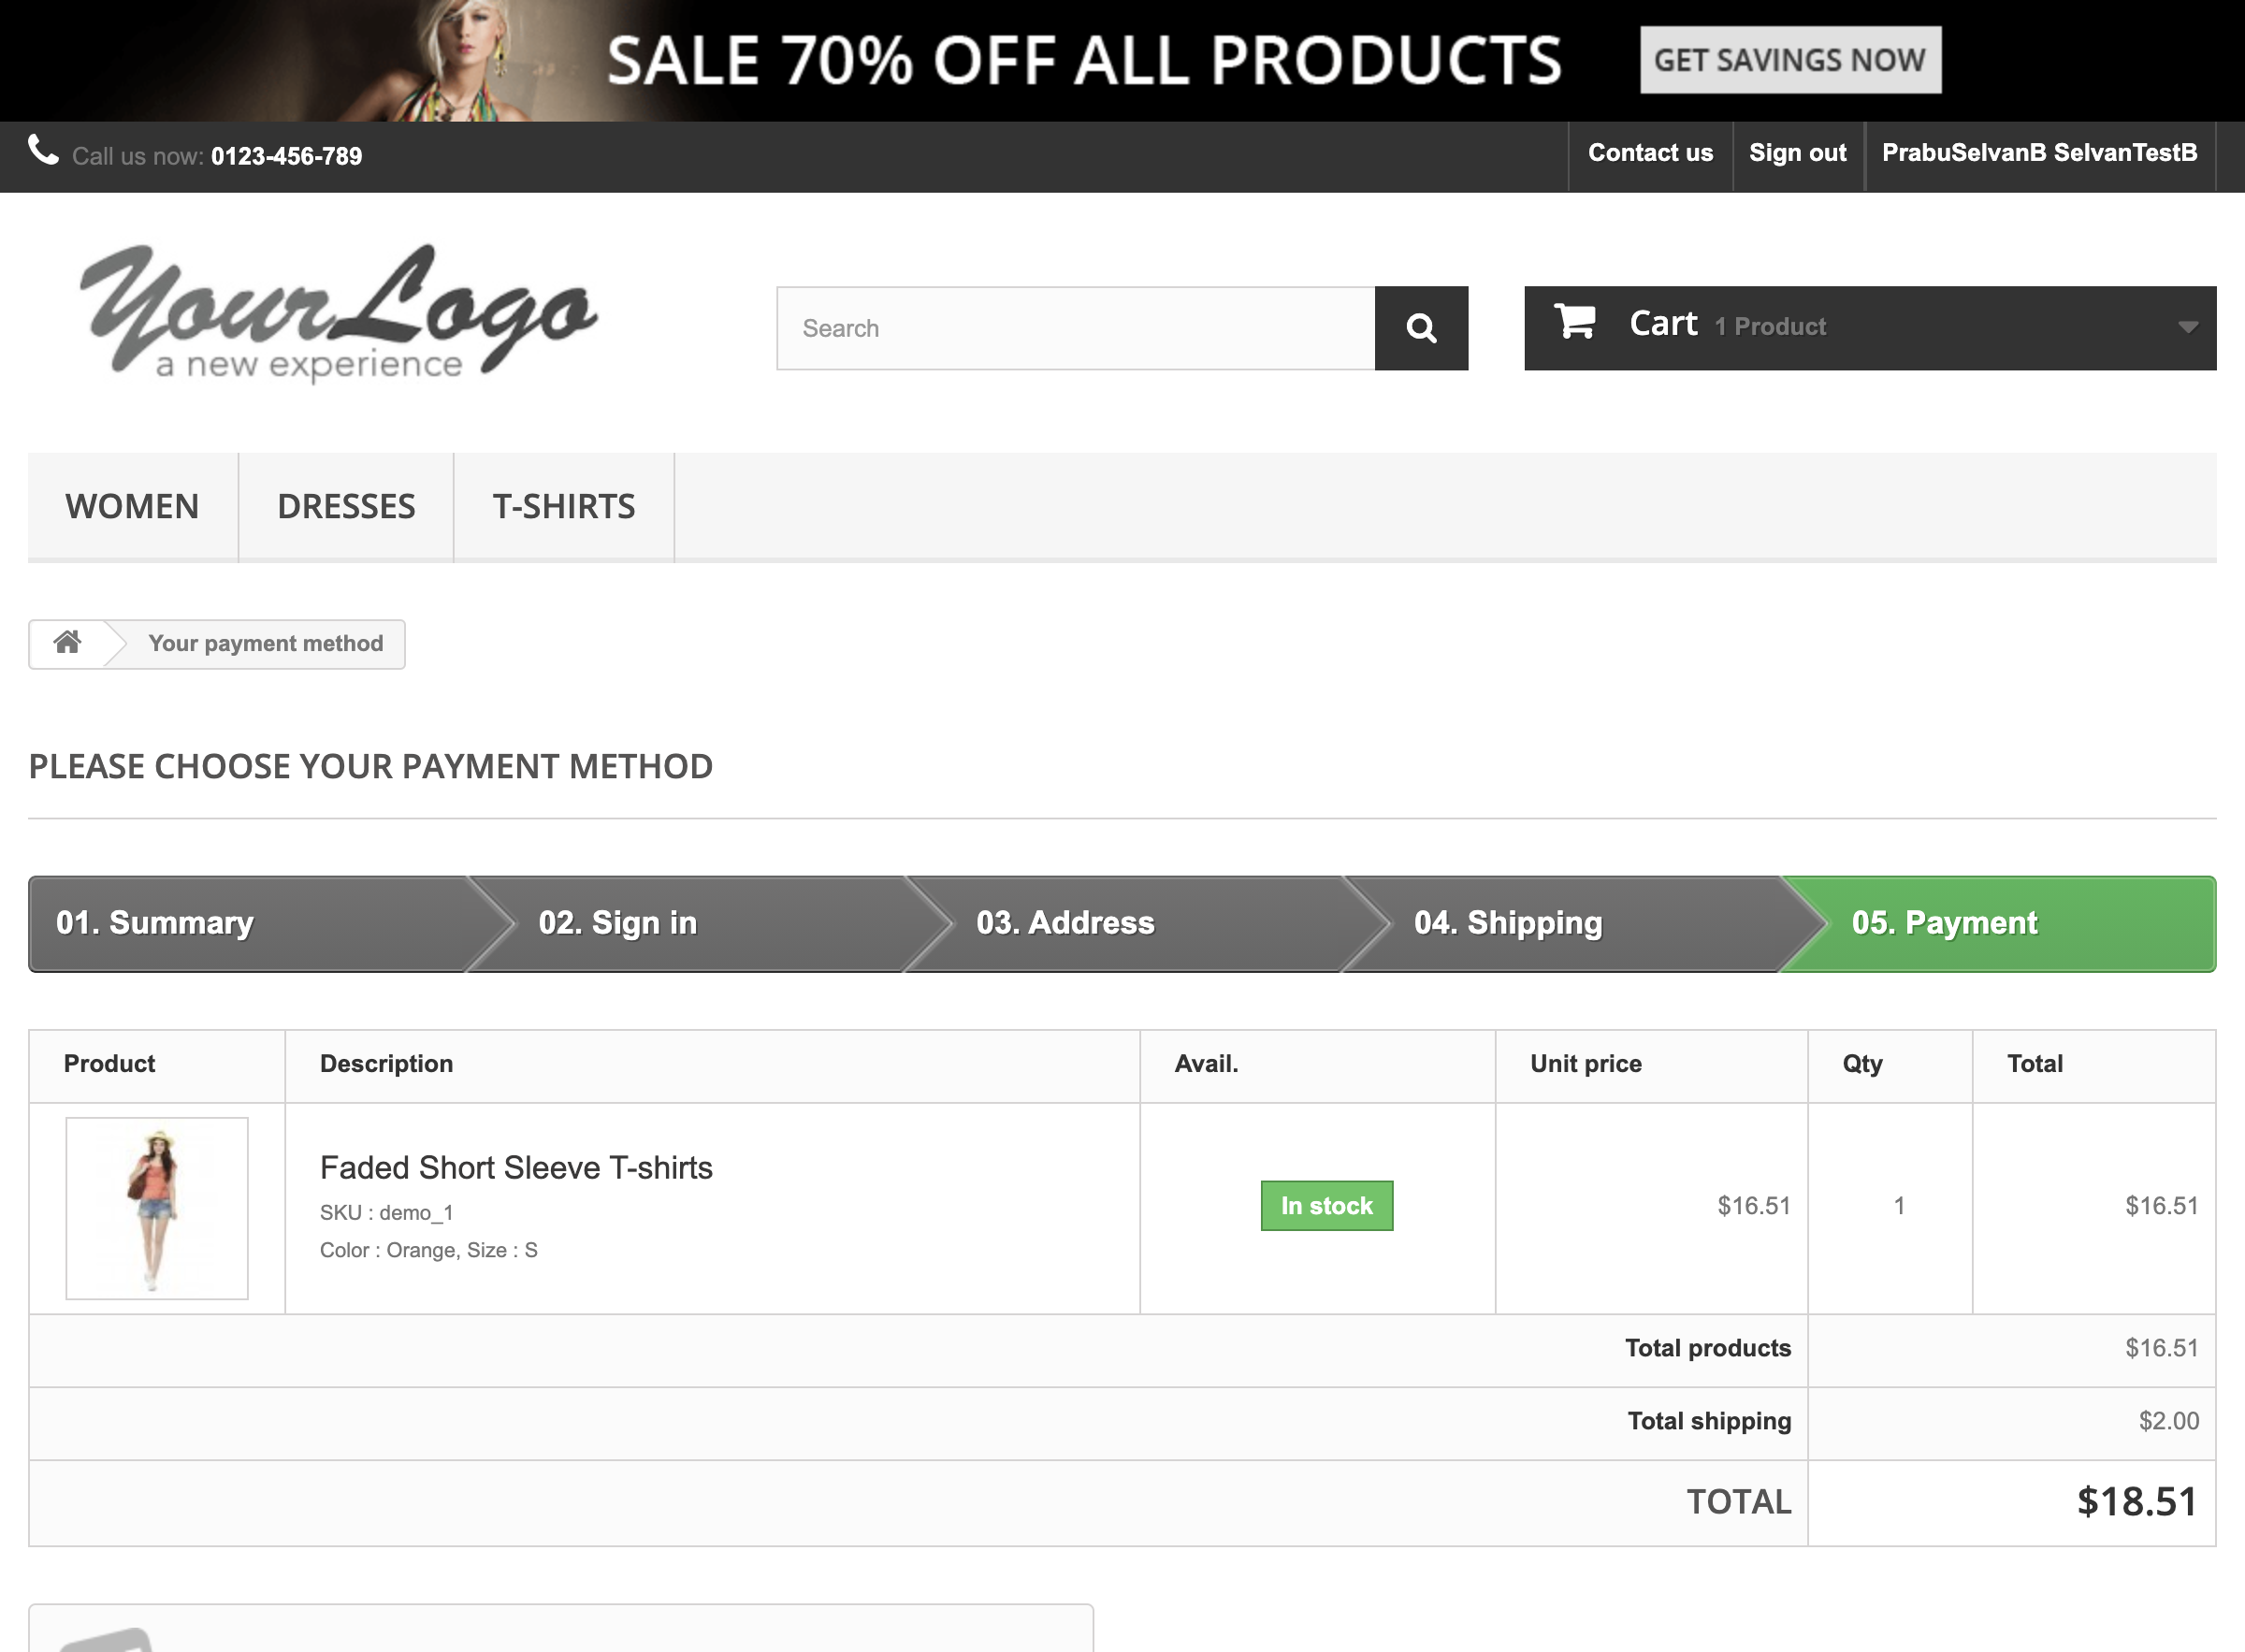 SALE 70% OFF ALL PRODUCTS GET SAVINGS NOW
Call us now: 0123-456-789 Contact us Sign out PrabuSelvanB SelvanTestB
YourLogo
a new experience
Search
Cart 1 Product
WOMEN DRESSES T-SHIRTS
Your payment method
PLEASE CHOOSE YOUR PAYMENT METHOD
01. Summary 02. Sign in 03. Address 04. Shipping 05. Payment
Product Description Avail. Unit price Qty Total
Faded Short Sleeve T-shirts
SKU : demo_1
Color : Orange, Size : S
In stock $16.51 1 $16.51
Total products $16.51
Total shipping $2.00
TOTAL $18.51